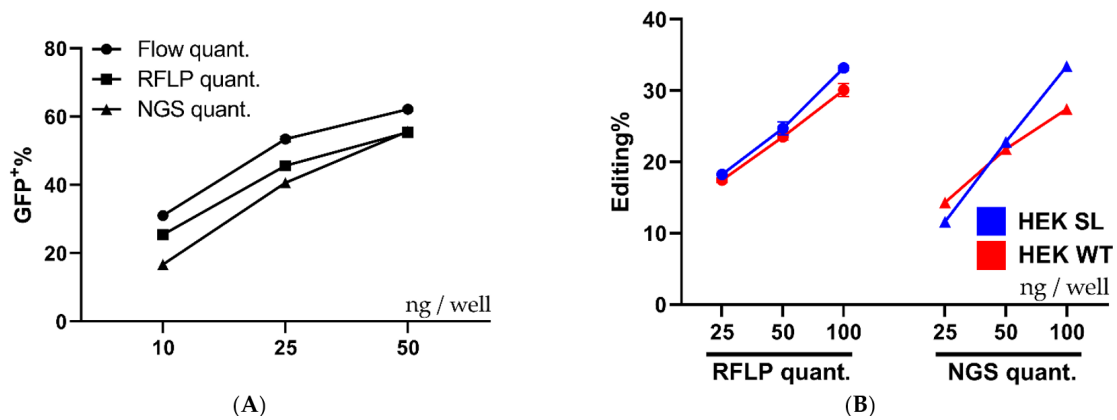 80
60
40
20
0
GFP⁺%
Flow quant.
RFLP quant.
NGS quant.
ng / well
10 25 50
(A)
B
40
30
20
10
0
Editing%
HEK SL
HEK WT
ng / well
25 50 100 25 50 100
RFLP quant. NGS quant.
(B)